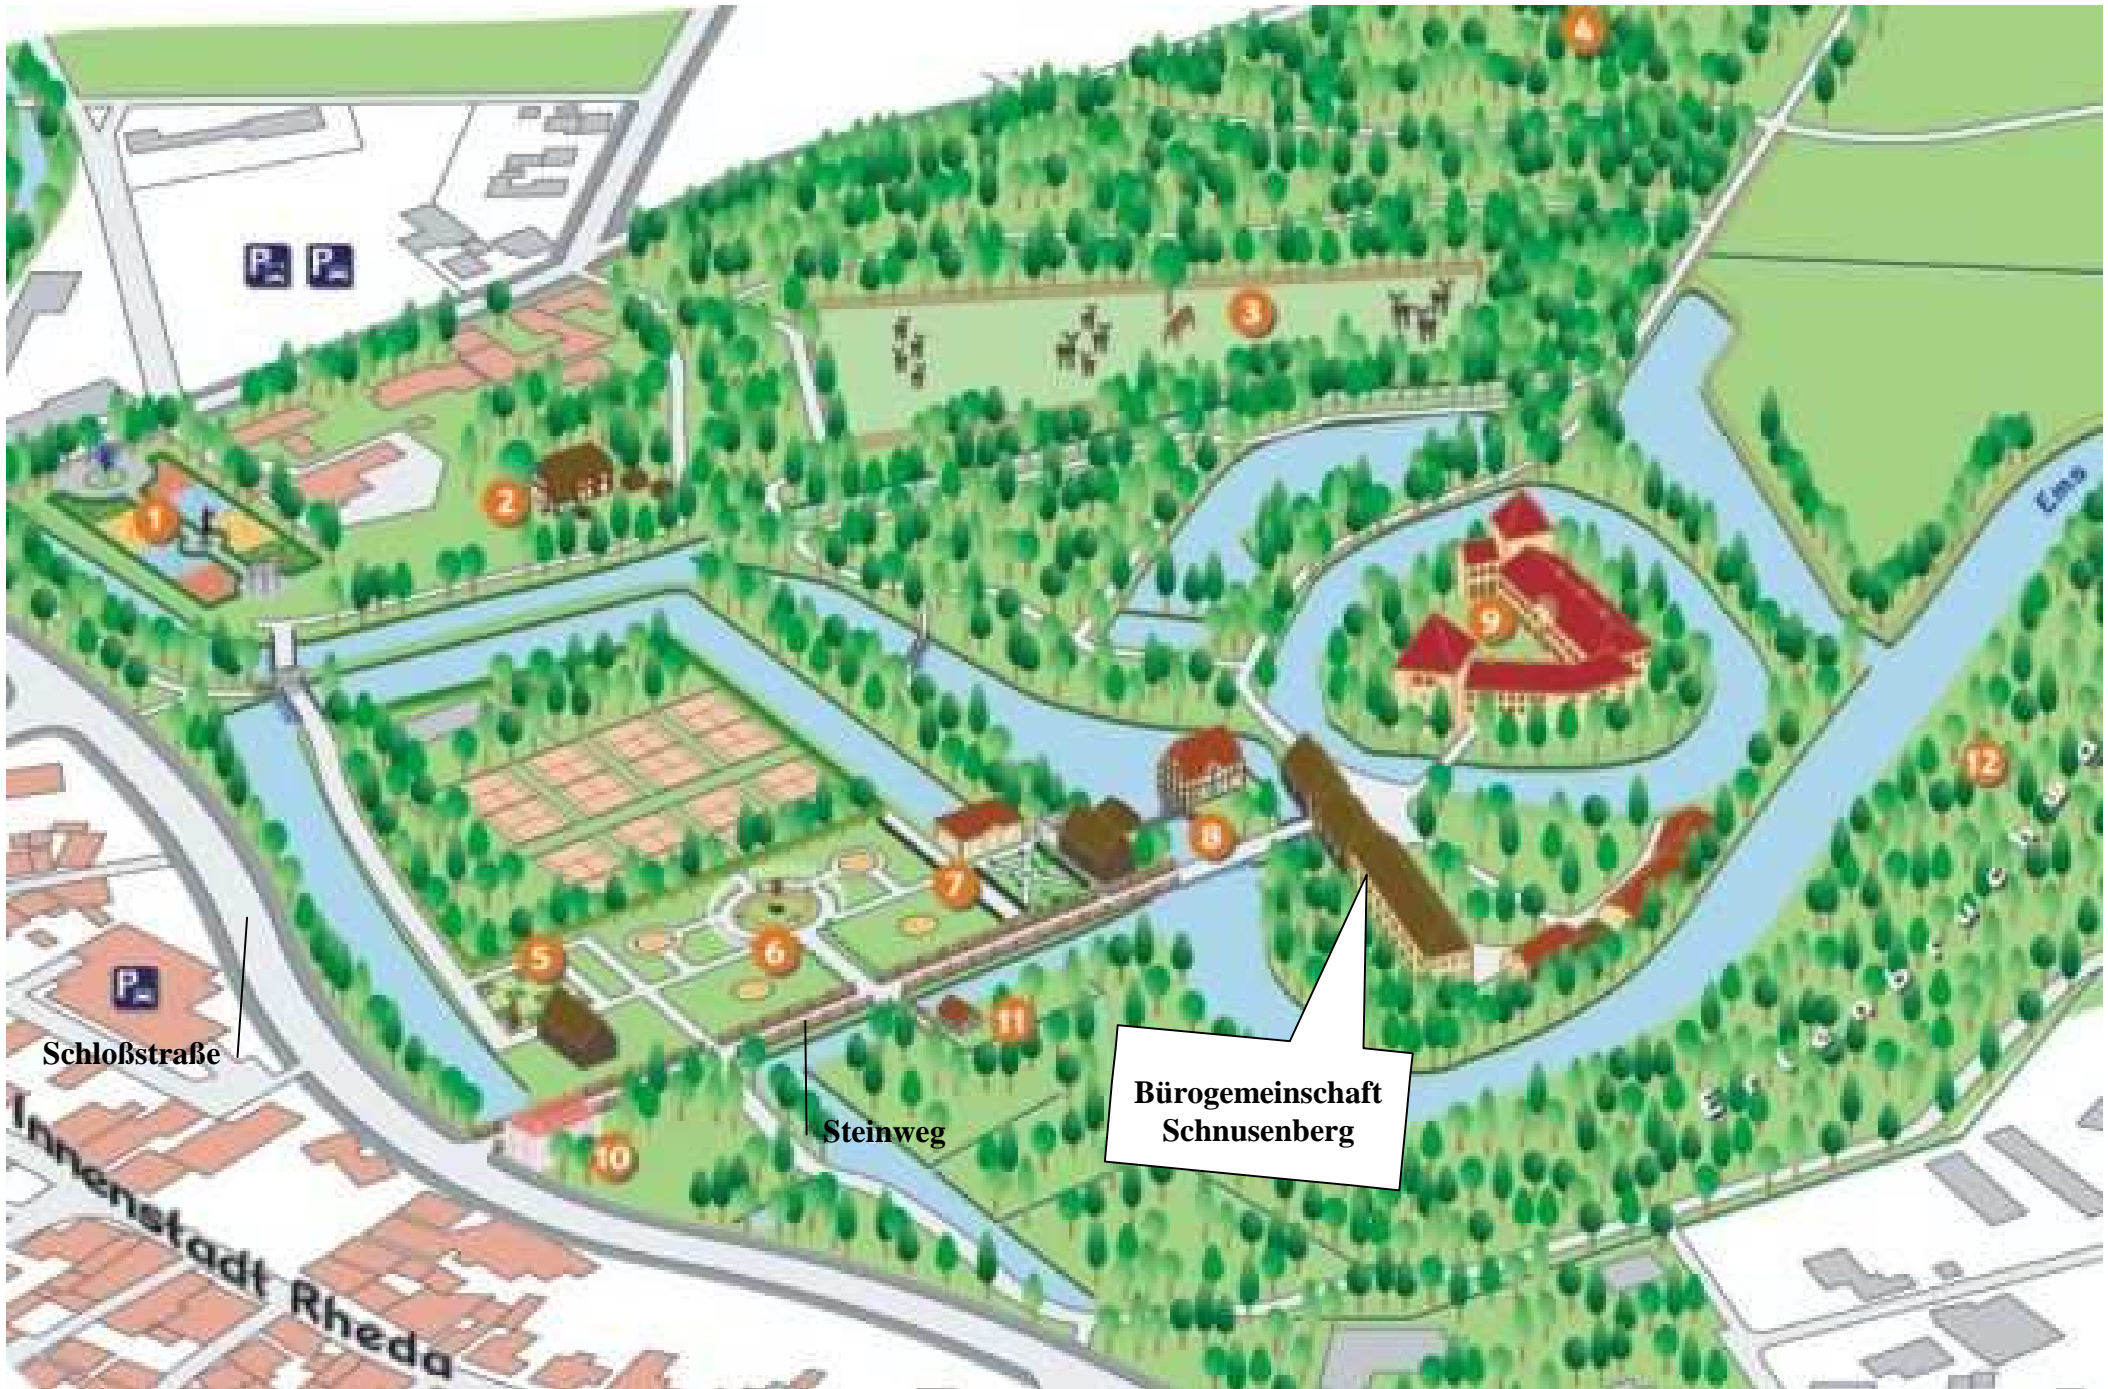 4
P P
3
Ems
2
1
9
12
8
7
5
6
P
11
Schloßstraße
Bürogemeinschaft
Schnusenberg
Steinweg
10
Innenstadt Rheda